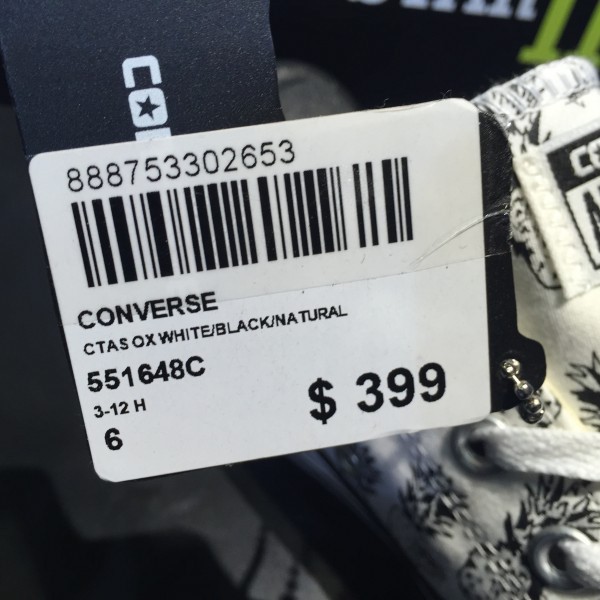 888753302653
CONVERSE
CTAS OX WHITE/BLACK/NATURAL
551648C
3-12 H
6
$ 399